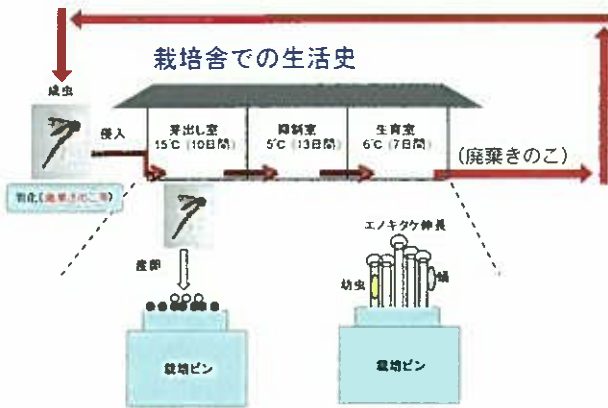 栽培舎での生活史
成虫
侵入
芽出し室
15℃（10日間）
抑制室
5℃（13日間）
生育室
6℃（7日間）
(廃棄きのこ)
羽化(廃棄きのこ等)
産卵
エノキタケ伸長
幼虫
蛹
栽培ビン
栽培ビン